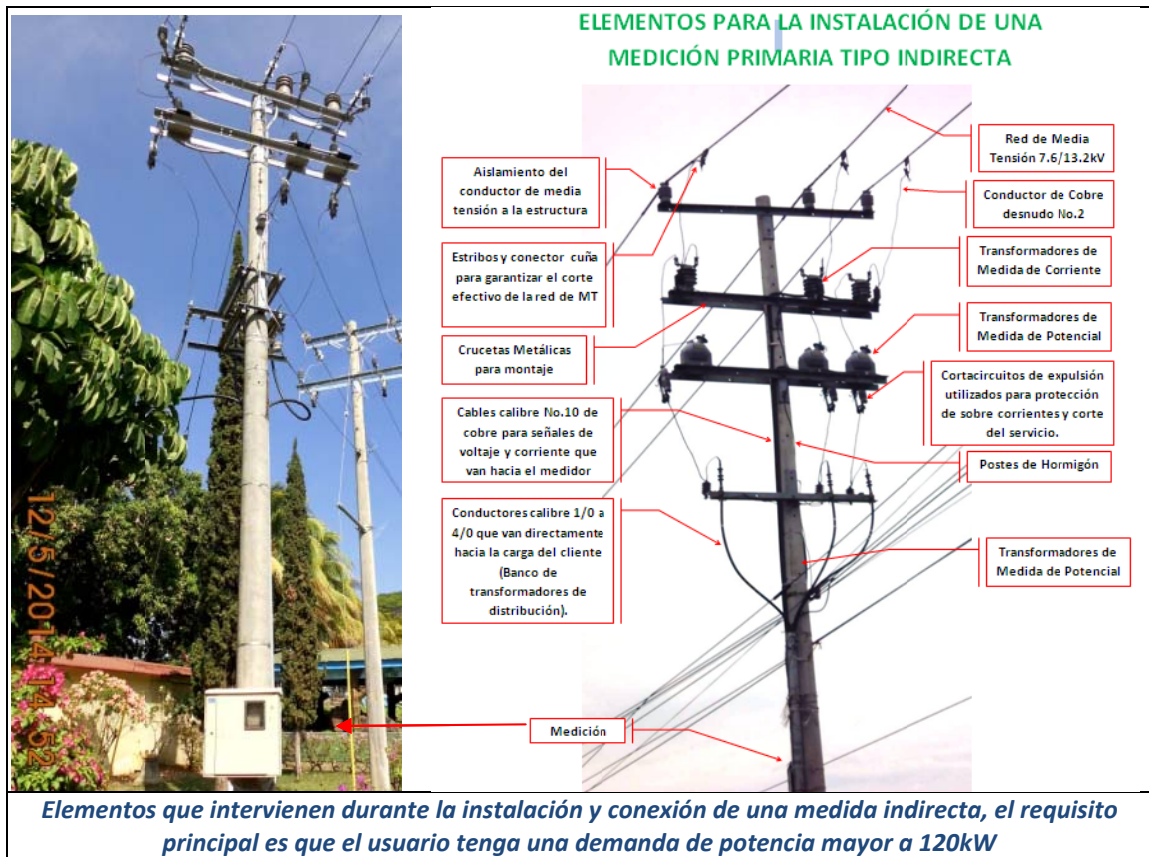 ELEMENTOS PARA LA INSTALACIÓN DE UNA
MEDICIÓN PRIMARIA TIPO INDIRECTA
Red de Media
Tensión 7.6/13.2kV
Aislamiento del
conductor de media
tensión a la estructura
Conductor de Cobre
desnudo No.2
Estribos y conector cuña
para garantizar el corte
efectivo de la red de MT
Transformadores de
Medida de Corriente
Transformadores de
Medida de Potencial
Crucetas Metálicas
para montaje
Cortacircuitos de expulsión
utilizados para protección
de sobre corrientes y corte
del servicio.
Cables calibre No.10 de
cobre para señales de
voltaje y corriente que
van hacia el medidor
Postes de Hormigón
Conductores calibre 1/0 a
4/0 que van directamente
hacia la carga del cliente
(Banco de
transformadores de
distribución).
Transformadores de
Medida de Potencial
Medición
12/5/2014 14:52
Elementos que intervienen durante la instalación y conexión de una medida indirecta, el requisito
principal es que el usuario tenga una demanda de potencia mayor a 120kW